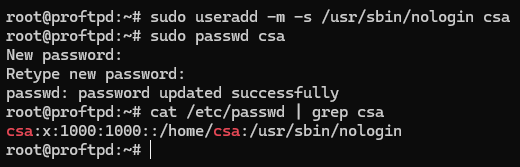 root@proftpd:~# sudo useradd -m -s /usr/sbin/nologin csa
root@proftpd:~# sudo passwd csa
New password:
Retype new password:
passwd: password updated successfully
root@proftpd:~# cat /etc/passwd | grep csa
csa:x:1000:1000::/home/csa:/usr/sbin/nologin
root@proftpd:~#